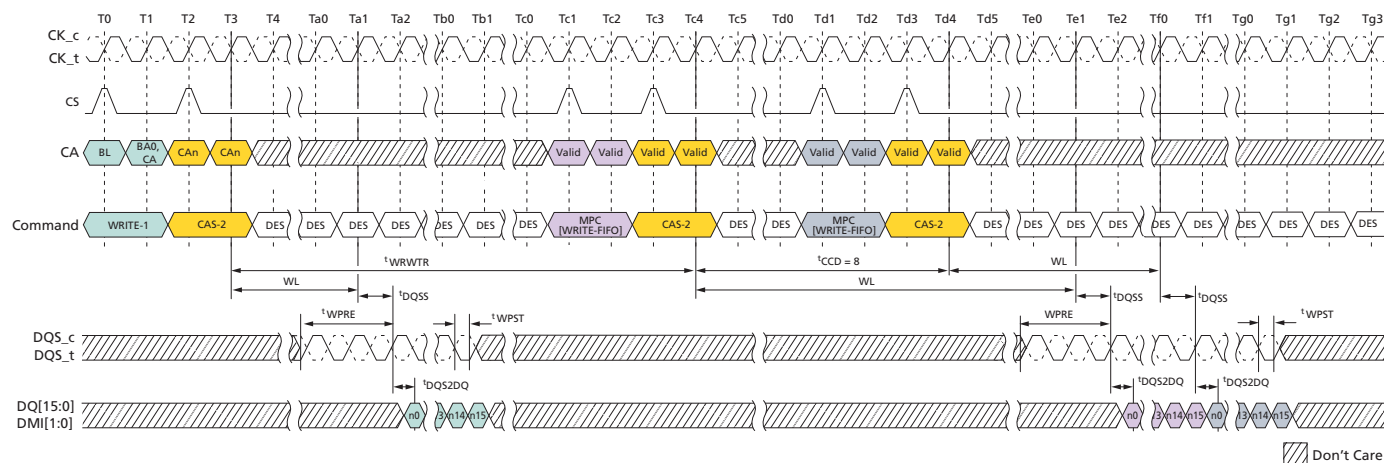 T0 T1 T2 T3 T4 Ta0 Ta1 Ta2 Tb0 Tb1 Tc0 Tc1 Tc2 Tc3 Tc4 Tc5 Td0 Td1 Td2 Td3 Td4 Td5 Te0 Te1 Te2 Tf0 Tf1 Tg0 Tg1 Tg2 Tg3
CK_c
CK_t
CS
CA BL BA0, CA CAn CAn Valid Valid Valid Valid Valid Valid Valid Valid
Command WRITE-1 CAS-2 DES DES DES DES DES DES DES MPC [WRITE-FIFO] CAS-2 DES DES DES MPC [WRITE-FIFO] CAS-2 DES DES DES DES DES DES DES DES DES DES
tWRWTR tCCD = 8 WL
WL tDQSS WL tDQSS tDQSS
tWPRE tWPST WPRE tWPST
DQS_c
DQS_t
tDQS2DQ tDQS2DQ tDQS2DQ
DQ[15:0]
DMI[1:0]
n0 3 n14 n15 n0 3 n14 n15 n0 13 n14 n15
Don't Care